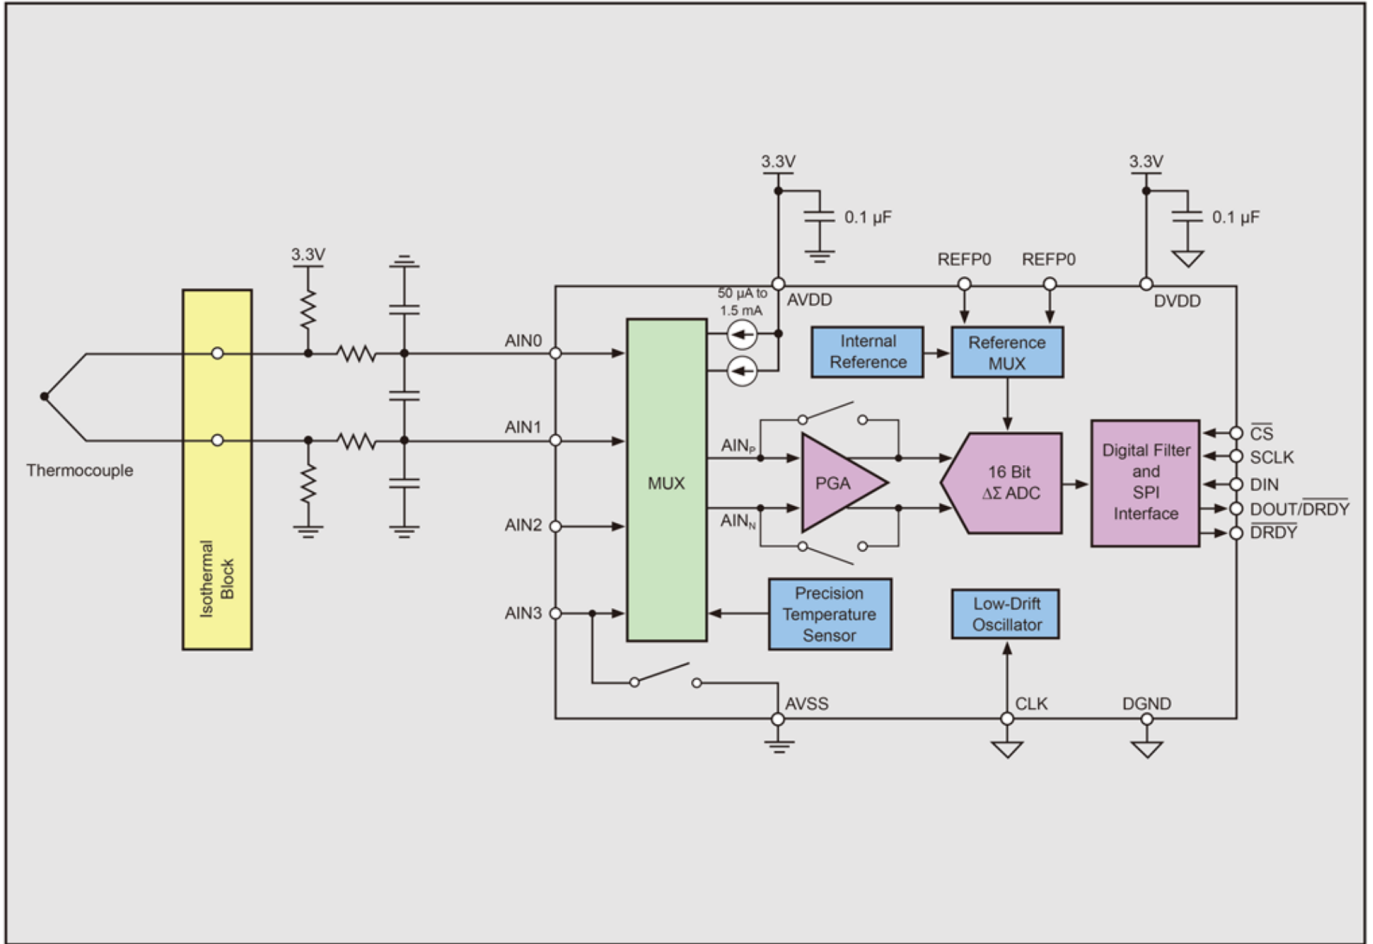 3.3V
0.1 µF
3.3V
0.1 µF
3.3V
REFP0
REFP0
50 µA to
1.5 mA
AVDD
DVDD
AIN0
AIN1
AIN2
AIN3
Thermocouple
Isothermal
Block
MUX
Internal
Reference
Reference
MUX
AINP
AINN
PGA
16 Bit
ΔΣ ADC
Digital Filter
and
SPI
Interface
CS
SCLK
DIN
DOUT/DRDY
DRDY
Precision
Temperature
Sensor
Low-Drift
Oscillator
AVSS
CLK
DGND